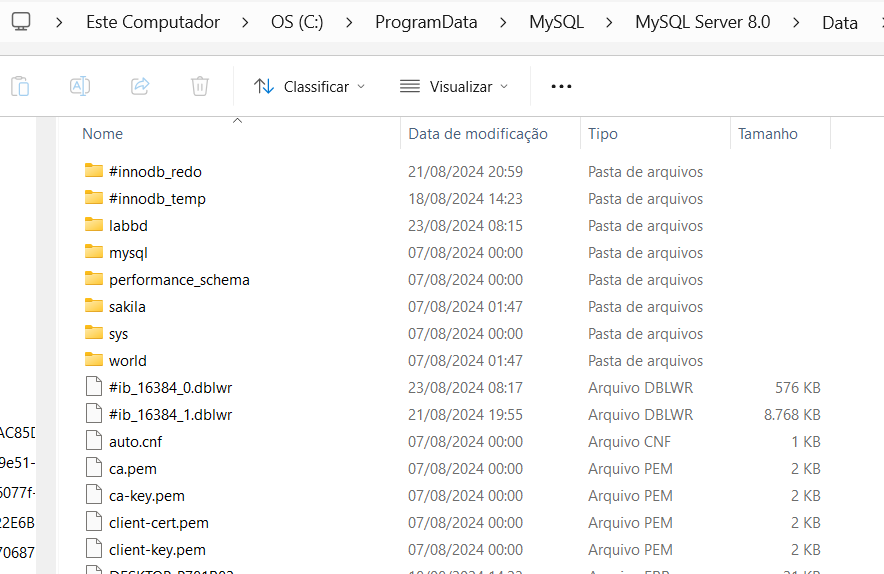 Este Computador > OS (C:) > ProgramData > MySQL > MySQL Server 8.0 > Data >
Classificar Visualizar
Nome Data de modificação Tipo Tamanho
#innodb_redo 21/08/2024 20:59 Pasta de arquivos
#innodb_temp 18/08/2024 14:23 Pasta de arquivos
labbd 23/08/2024 08:15 Pasta de arquivos
mysql 07/08/2024 00:00 Pasta de arquivos
performance_schema 07/08/2024 00:00 Pasta de arquivos
sakila 07/08/2024 01:47 Pasta de arquivos
sys 07/08/2024 00:00 Pasta de arquivos
world 07/08/2024 01:47 Pasta de arquivos
#ib_16384_0.dblwr 23/08/2024 08:17 Arquivo DBLWR 576 KB
#ib_16384_1.dblwr 21/08/2024 19:55 Arquivo DBLWR 8.768 KB
auto.cnf 07/08/2024 00:00 Arquivo CNF 1 KB
ca.pem 07/08/2024 00:00 Arquivo PEM 2 KB
ca-key.pem 07/08/2024 00:00 Arquivo PEM 2 KB
client-cert.pem 07/08/2024 00:00 Arquivo PEM 2 KB
client-key.pem 07/08/2024 00:00 Arquivo PEM 2 KB